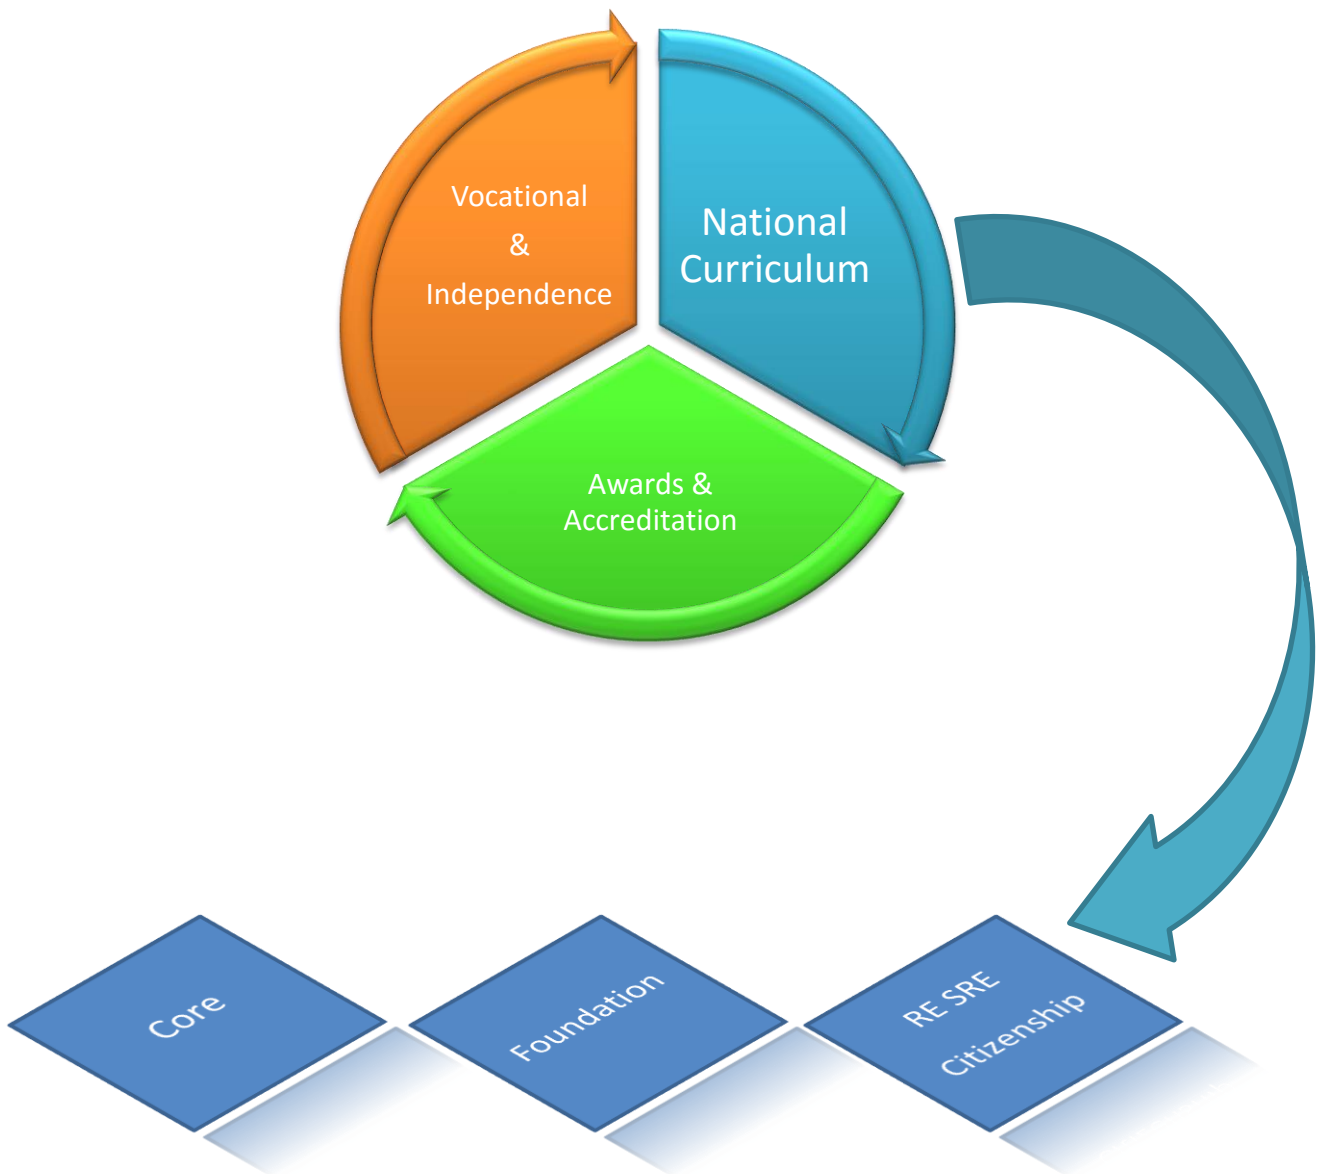 Vocational
&
Independence
National
Curriculum
Awards &
Accreditation
Core
Foundation
RE SRE
Citizenship